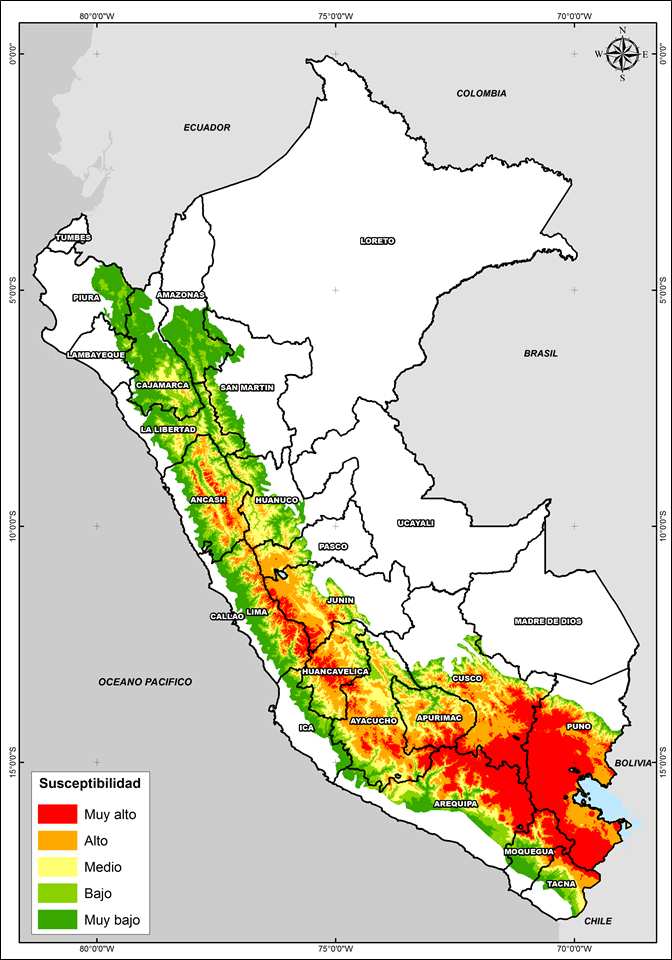 80°0'0"O 75°0'0"O 70°0'0"O
0°0'0" 0°0'0"
N
W E
S
COLOMBIA
ECUADOR
TUMBES
LORETO
5°0'0"S 5°0'0"S
PIURA
AMAZONAS
LAMBAYEQUE
BRASIL
CAJAMARCA
SAN MARTIN
LA LIBERTAD
ANCASH
HUANUCO
10°0'0"S 10°0'0"S
UCAYALI
PASCO
JUNIN
CALLAO
LIMA
MADRE DE DIOS
HUANCAVELICA
CUSCO
OCEANO PACIFICO
ICA
AYACUCHO
APURIMAC
PUNO
15°0'0"S 15°0'0"S
BOLIVIA
AREQUIPA
MOQUEGUA
TACNA
CHILE
Susceptibilidad
Muy alto
Alto
Medio
Bajo
Muy bajo
80°0'0"O 75°0'0"O 70°0'0"O